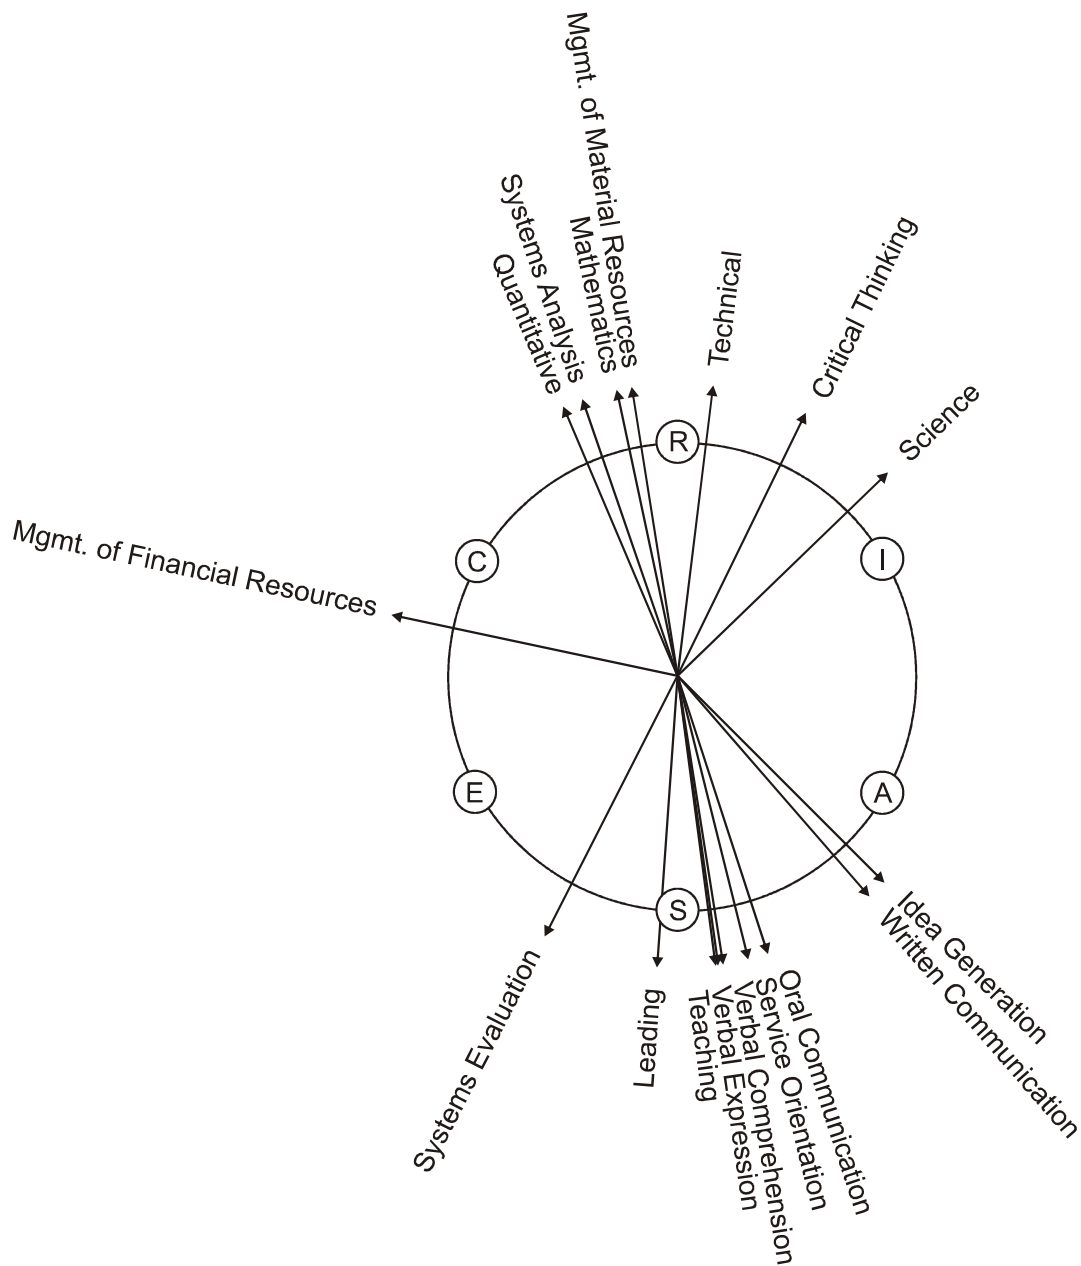 Mgmt. of Material Resources
Systems Analysis
Mathematics
Quantitative
Technical
Critical Thinking
Science
R
C
I
Mgmt. of Financial Resources
E
A
S
Idea Generation
Written Communication
Oral Communication
Service Orientation
Verbal Comprehension
Verbal Expression
Teaching
Leading
Systems Evaluation